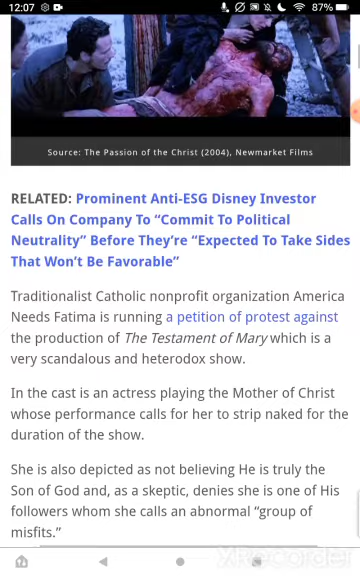 12:07
87%
Source: The Passion of the Christ (2004), Newmarket Films
RELATED: Prominent Anti-ESG Disney Investor
Calls On Company To “Commit To Political
Neutrality” Before They’re “Expected To Take Sides
That Won’t Be Favorable”
Traditionalist Catholic nonprofit organization America
Needs Fatima is running a petition of protest against
the production of The Testament of Mary which is a
very scandalous and heterodox show.
In the cast is an actress playing the Mother of Christ
whose performance calls for her to strip naked for the
duration of the show.
She is also depicted as not believing He is truly the
Son of God and, as a skeptic, denies she is one of His
followers whom she calls an abnormal “group of
misfits.”
XRecorder